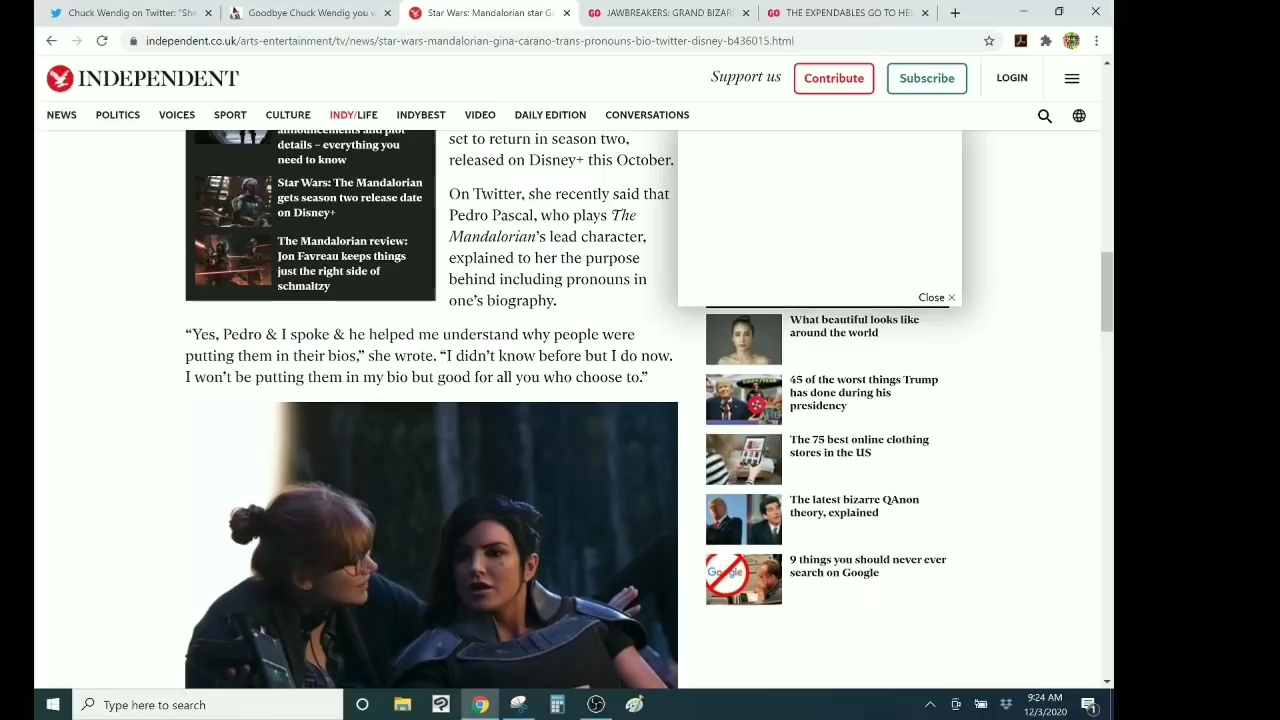 Chuck Wendig on Twitter: "She
Goodbye Chuck Wendig you w
Star Wars: Mandalorian star G
JAWBREAKERS: GRAND BIZAR
THE EXPENDABLES GO TO HEL
independent.co.uk/arts-entertainment/tv/news/star-wars-mandalorian-gina-carano-trans-pronouns-bio-twitter-disney-b436015.html
INDEPENDENT
Support us
Contribute
Subscribe
LOGIN
NEWS
POLITICS
VOICES
SPORT
CULTURE
INDY/LIFE
INDYBEST
VIDEO
DAILY EDITION
CONVERSATIONS
announcements and plot
details – everything you
need to know
Star Wars: The Mandalorian
gets season two release date
on Disney+
The Mandalorian review:
Jon Favreau keeps things
just the right side of
schmaltzy
set to return in season two,
released on Disney+ this October.
On Twitter, she recently said that
Pedro Pascal, who plays The
Mandalorian’s lead character,
explained to her the purpose
behind including pronouns in
one’s biography.
“Yes, Pedro & I spoke & he helped me understand why people were
putting them in their bios,” she wrote. “I didn’t know before but I do now.
I won’t be putting them in my bio but good for all you who choose to.”
Close ×
What beautiful looks like
around the world
45 of the worst things Trump
has done during his
presidency
The 75 best online clothing
stores in the US
The latest bizarre QAnon
theory, explained
Google
9 things you should never ever
search on Google
Type here to search
9:24 AM
12/3/2020
1